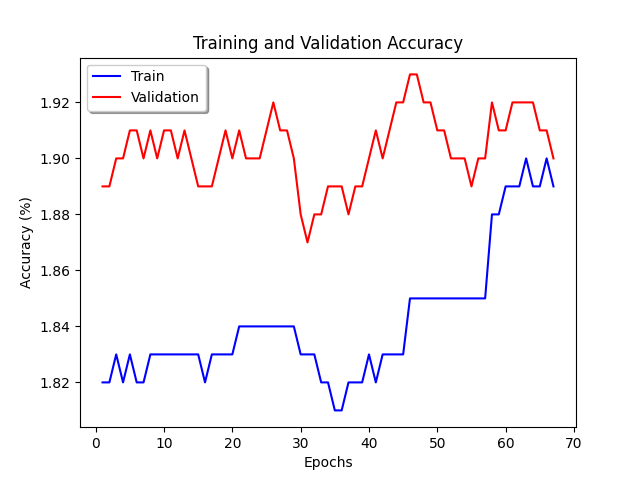 Training and Validation Accuracy
Train
Validation
Accuracy (%)
1.92
1.90
1.88
1.86
1.84
1.82
0 10 20 30 40 50 60 70
Epochs